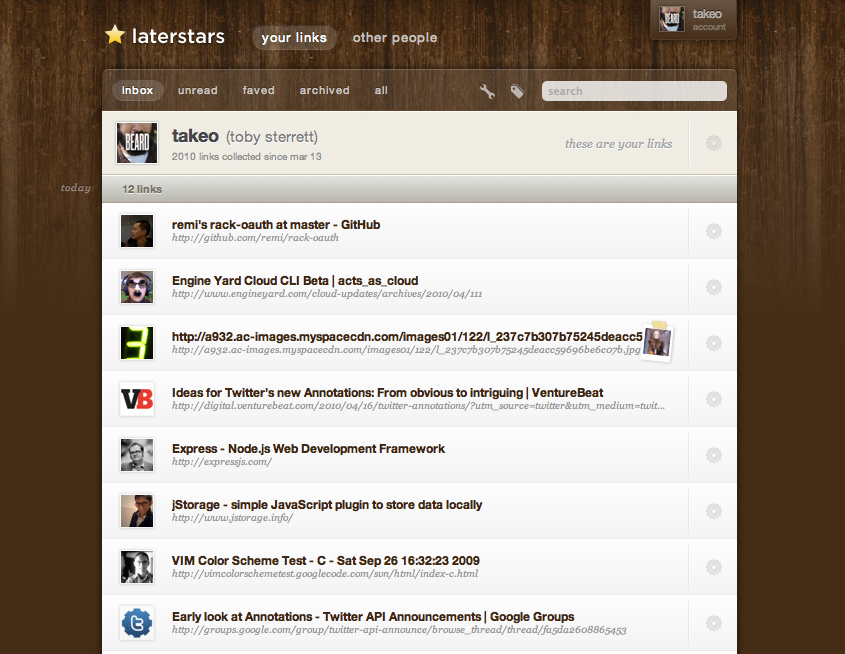 laterstars
your links
other people
takeo
account
inbox
unread
faved
archived
all
search
BEARD
takeo (toby sterrett)
2010 links collected since mar 13
these are your links
today
12 links
remi's rack-oauth at master - GitHub
http://github.com/remi/rack-oauth
Engine Yard Cloud CLI Beta | acts_as_cloud
http://www.engineyard.com/cloud-updates/archives/2010/04/111
http://a932.ac-images.myspacecdn.com/images01/122/l_237c7b307b75245deacc5
http://a932.ac-images.myspacecdn.com/images01/122/l_237c7b307b75245deacc59696be6c07b.jpg
VB
Ideas for Twitter's new Annotations: From obvious to intriguing | VentureBeat
http://digital.venturebeat.com/2010/04/16/twitter-annotations/?utm_source=twitter&utm_medium=twit...
Express - Node.js Web Development Framework
http://expressjs.com/
jStorage - simple JavaScript plugin to store data locally
http://www.jstorage.info/
VIM Color Scheme Test - C - Sat Sep 26 16:32:23 2009
http://vimcolorschemetest.googlecode.com/svn/html/index-c.html
Early look at Annotations - Twitter API Announcements | Google Groups
http://groups.google.com/group/twitter-api-announce/browse_thread/thread/fa5da2608865453